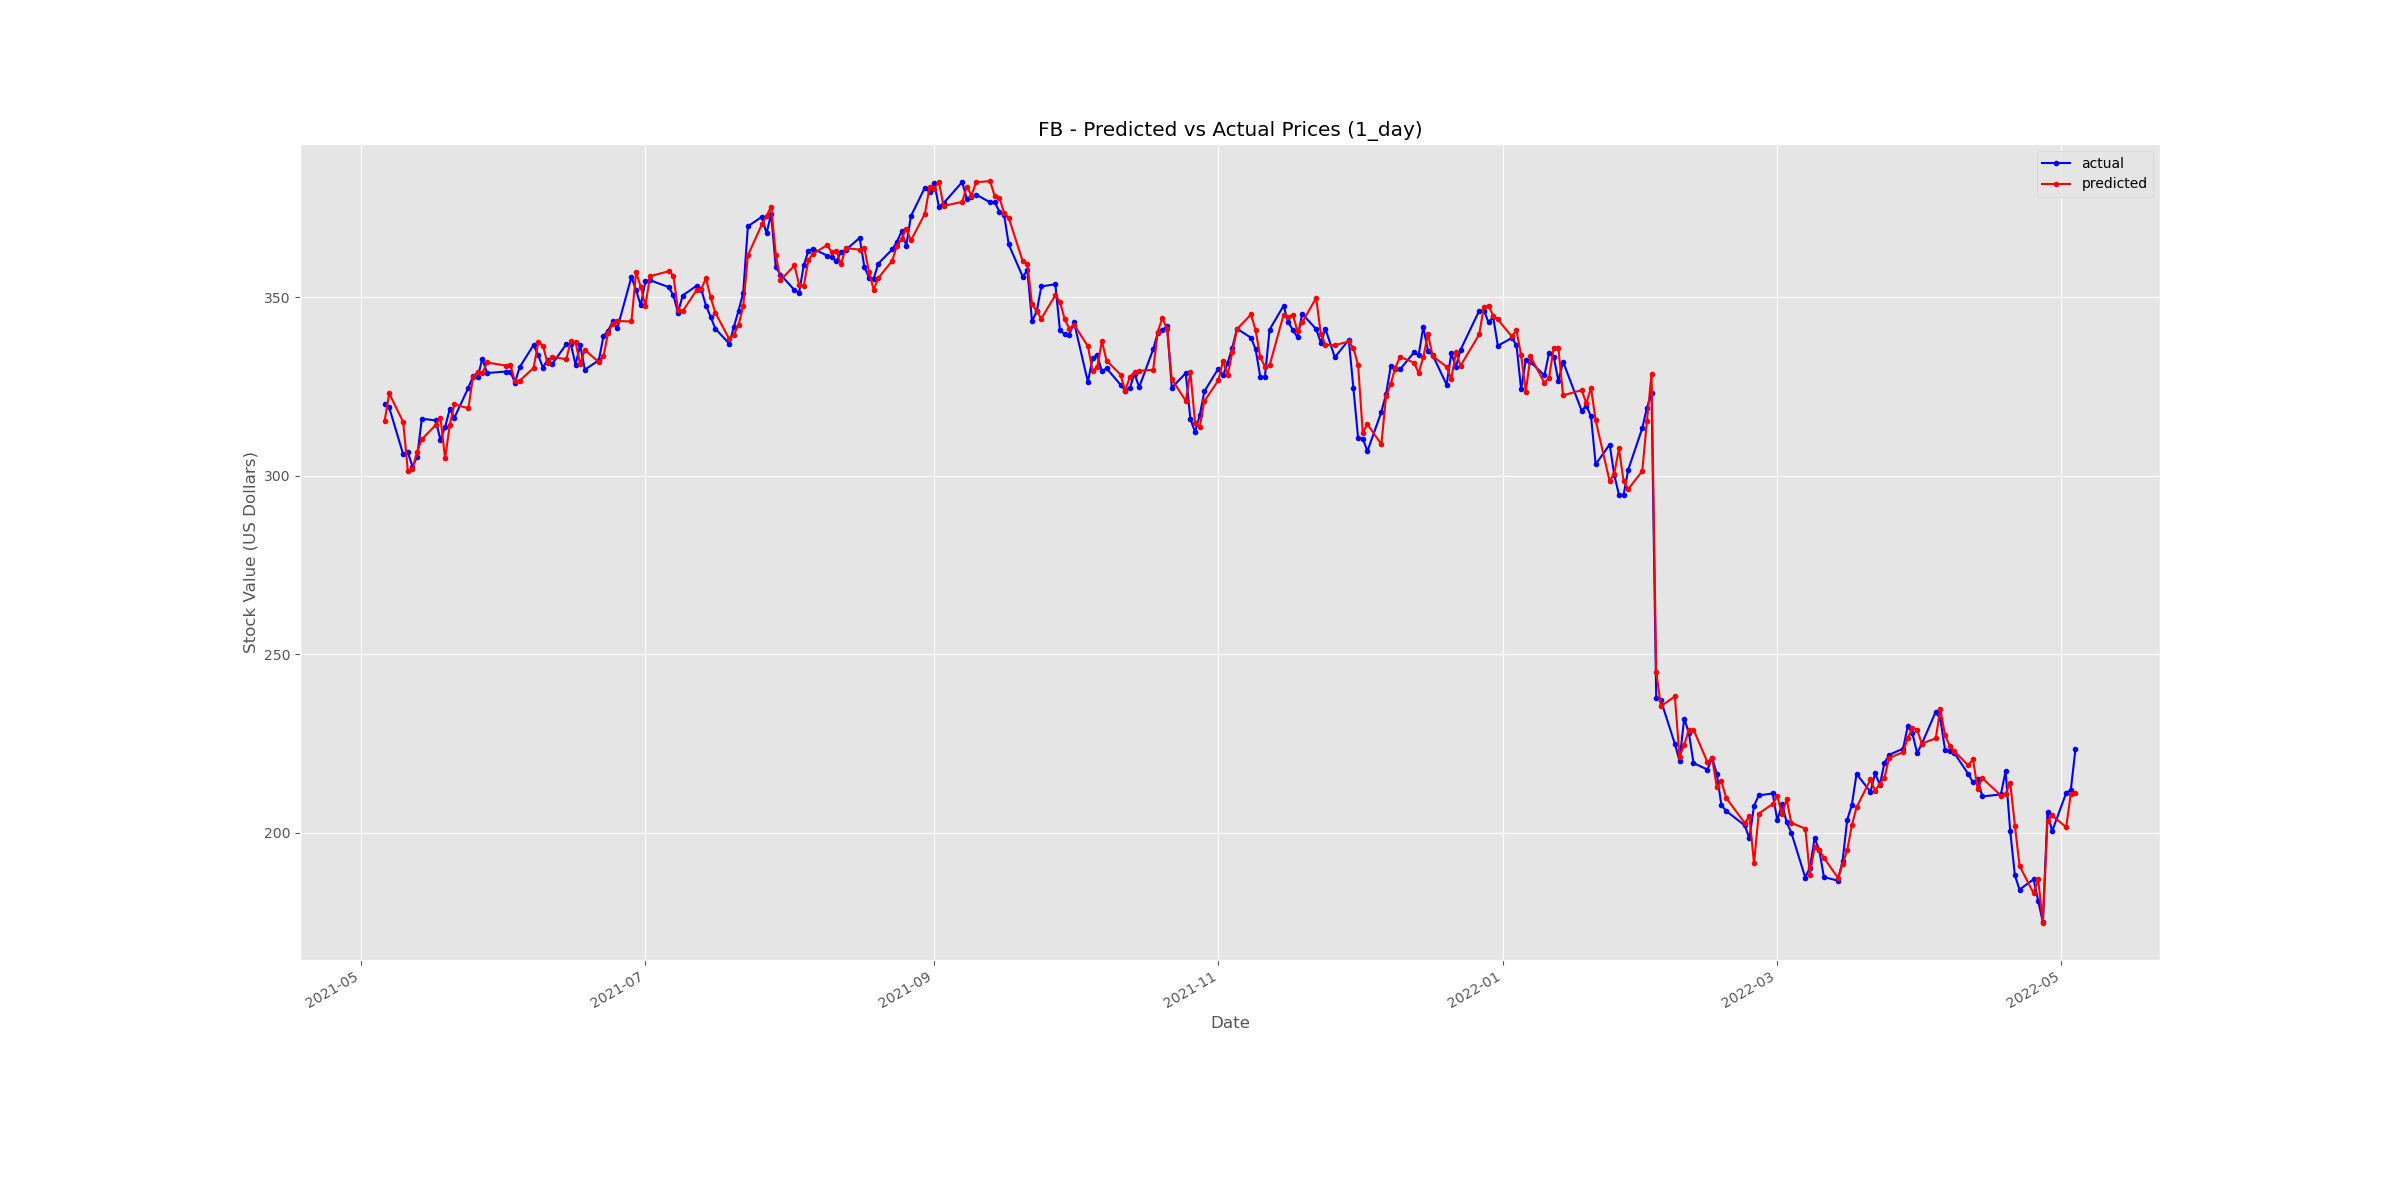 FB - Predicted vs Actual Prices (1_day)
actual
predicted
Stock Value (US Dollars)
350
300
250
200
2021-05
2021-07
2021-09
2021-11
2022-01
2022-03
2022-05
Date